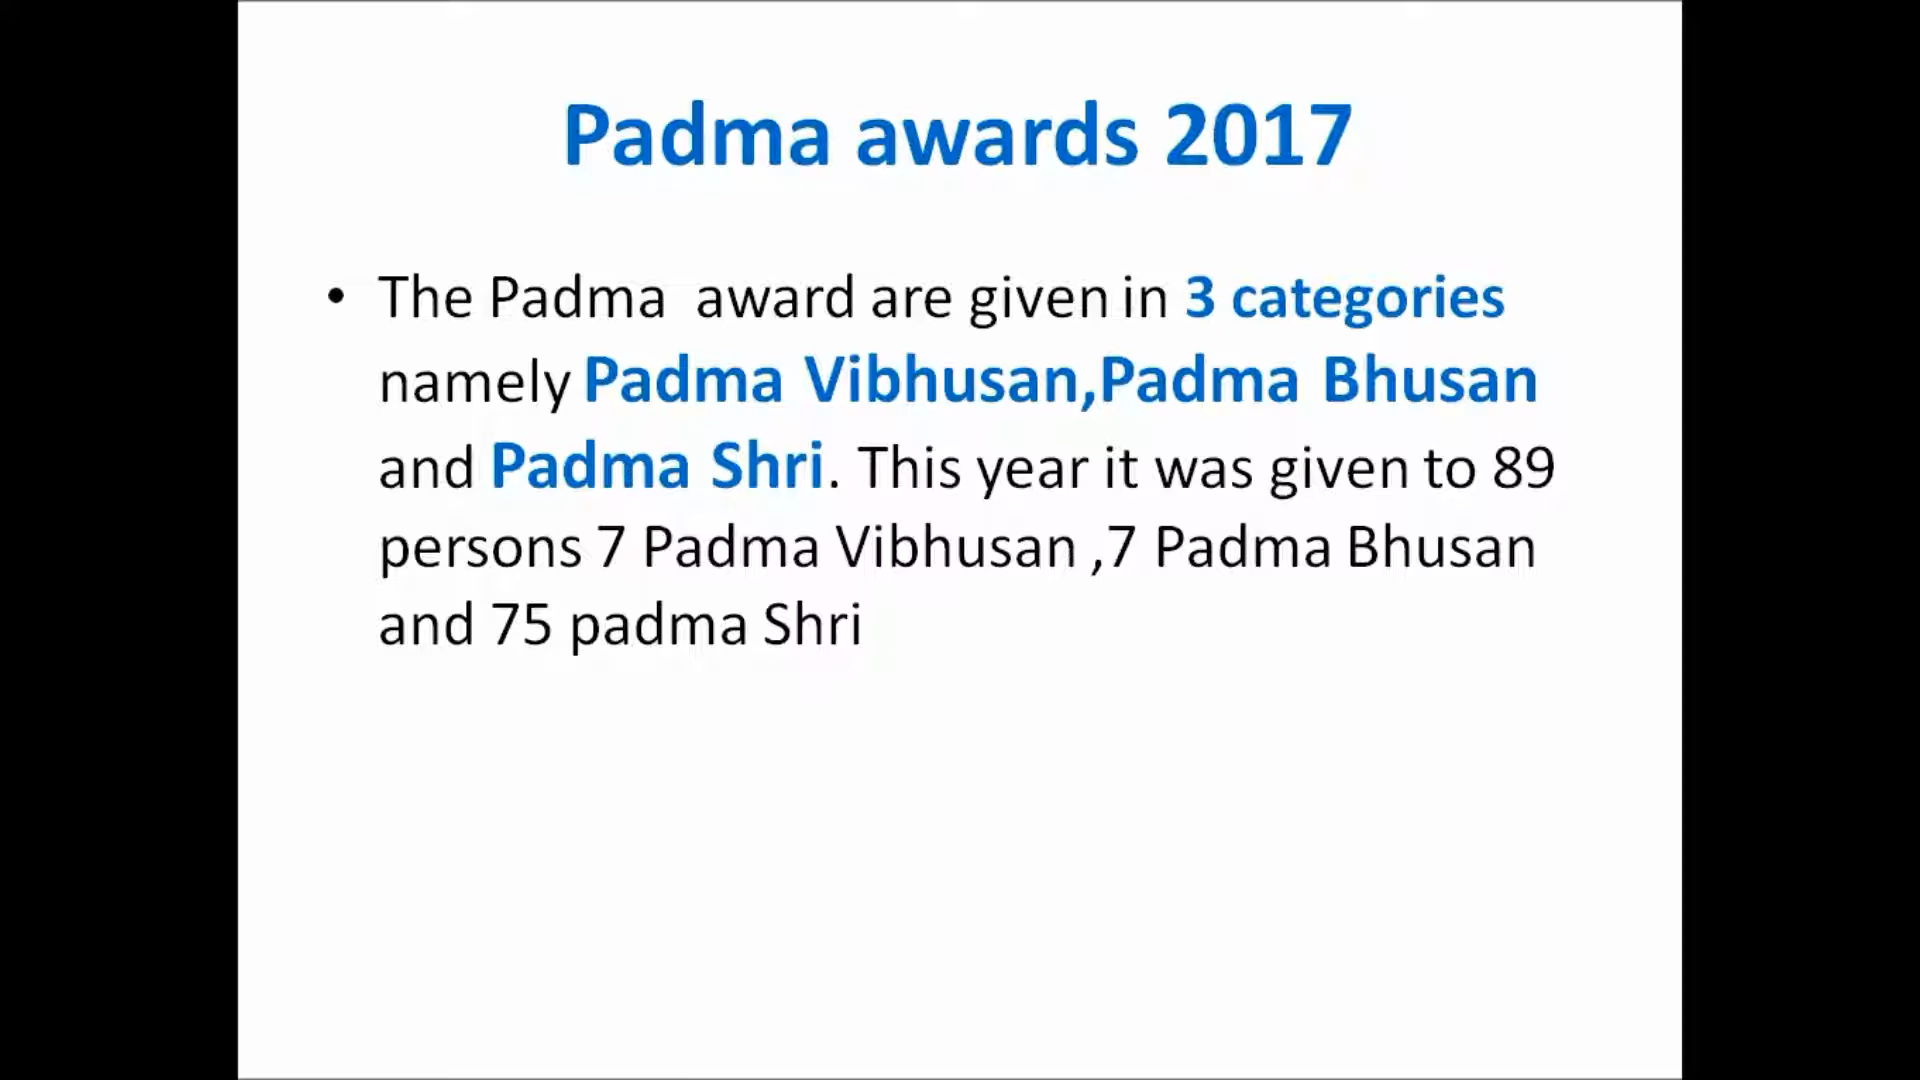 Padma awards 2017
• The Padma award are given in 3 categories
namely Padma Vibhusan,Padma Bhusan
and Padma Shri. This year it was given to 89
persons 7 Padma Vibhusan ,7 Padma Bhusan
and 75 padma Shri